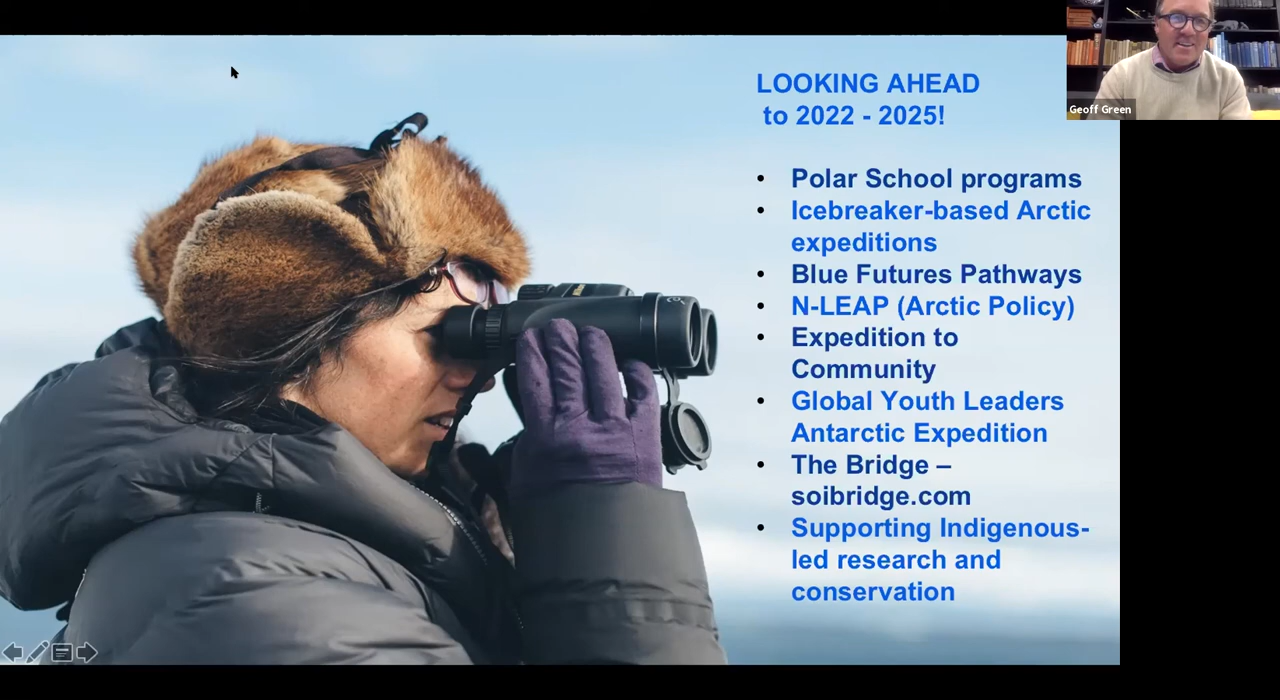 LOOKING AHEAD
to 2022 - 2025!
• Polar School programs
• Icebreaker-based Arctic
expeditions
• Blue Futures Pathways
• N-LEAP (Arctic Policy)
• Expedition to
Community
• Global Youth Leaders
Antarctic Expedition
• The Bridge –
soibridge.com
• Supporting Indigenous-
led research and
conservation
Geoff Green